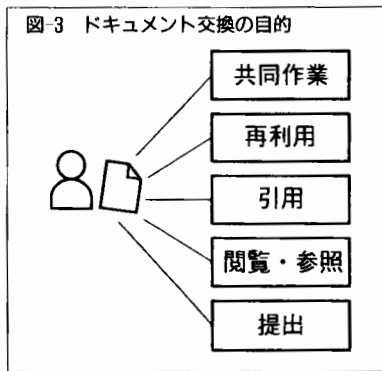 図-3 ドキュメント交換の目的
共同作業
再利用
引用
閲覧・参照
提出